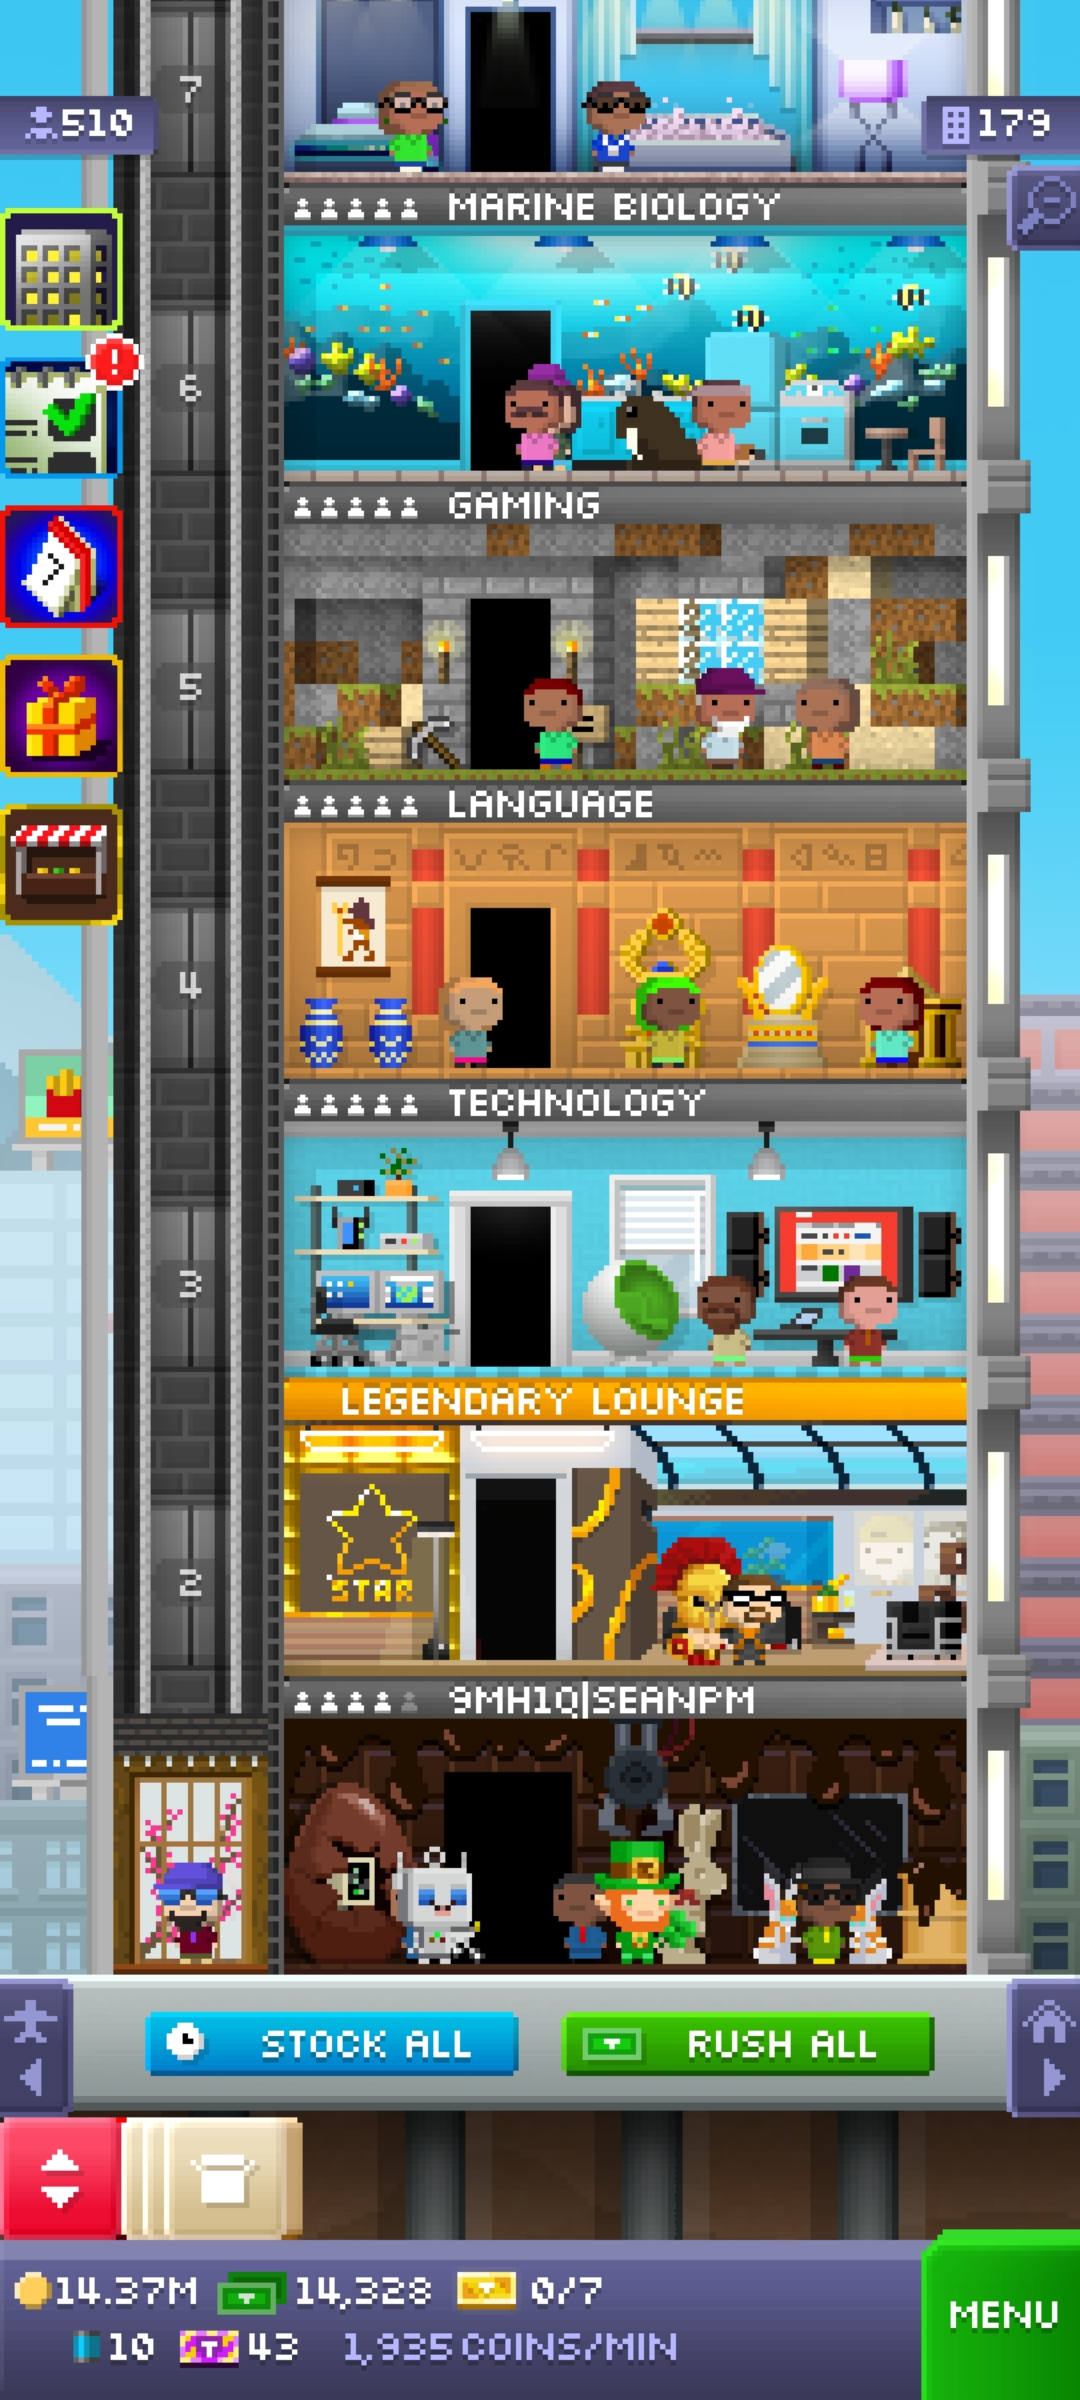 7
510
179
MARINE BIOLOGY
6
GAMING
5
LANGUAGE
4
TECHNOLOGY
3
LEGENDARY LOUNGE
STAR
2
9MH1Q|SEANPM
STOCK ALL
RUSH ALL
14.37M
14,328
0/7
10
43
1,935 COINS/MIN
MENU